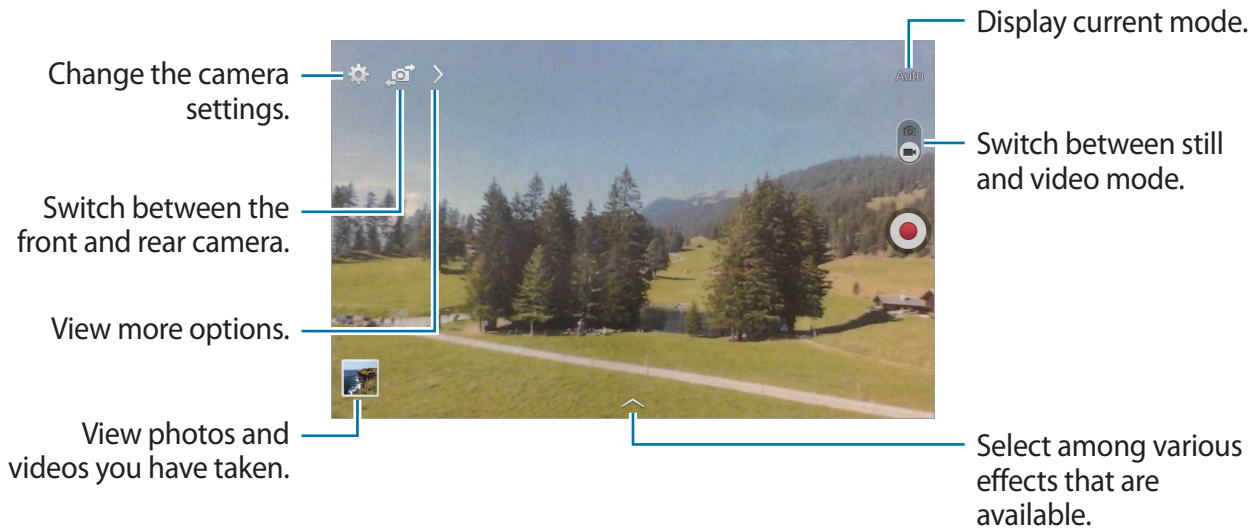 Display current mode.
Change the camera
settings.
Auto
Switch between still
and video mode.
Switch between the
front and rear camera.
View more options.
View photos and
videos you have taken.
Select among various
effects that are
available.